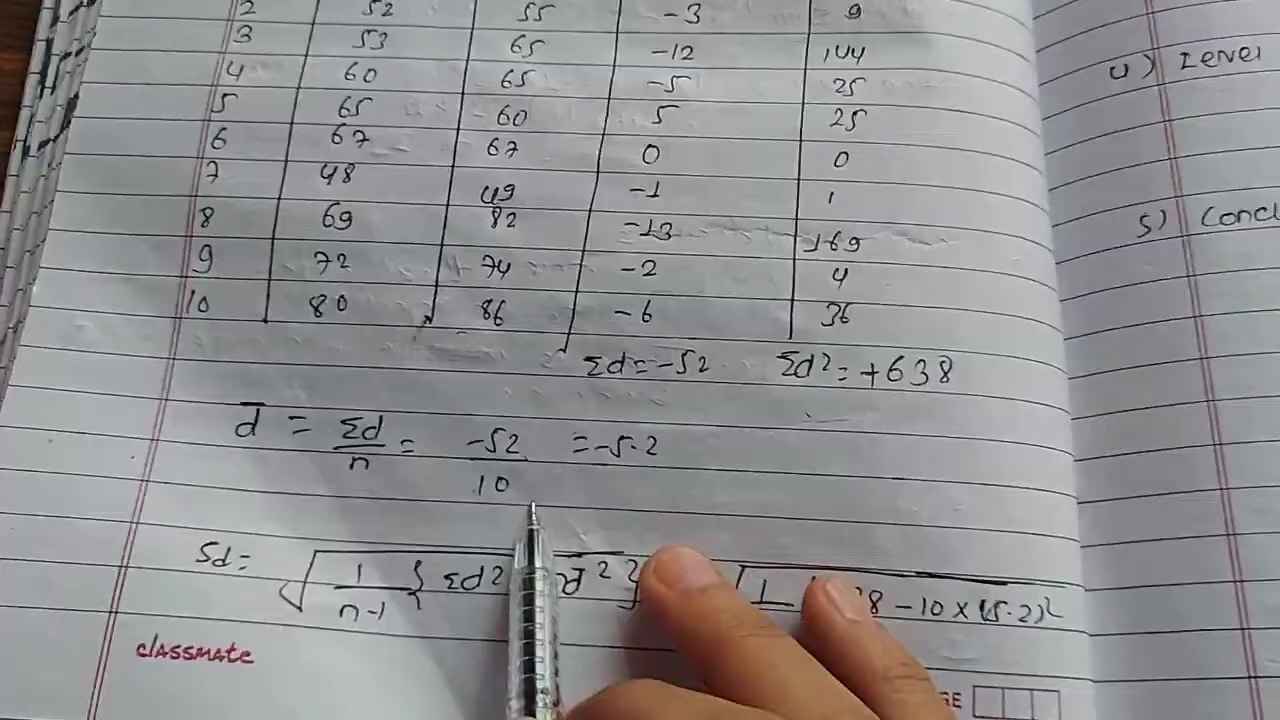 2 52 55 -3 9
3 53 65 -12 144
4 60 65 -5 25
5 65 60 5 25
6 67 67 0 0
7 48 49 -1 1
8 69 82 -13 169
9 72 74 -2 4
10 80 86 -6 36
Σd=-52 Σd²=+638
d̅ = Σd/n = -52/10 = -5.2
Sd= √1/n-1 { Σd² d̅²} √1 8 - 10 × (5.2)²
classmate
GE
4) Level
5) Concl